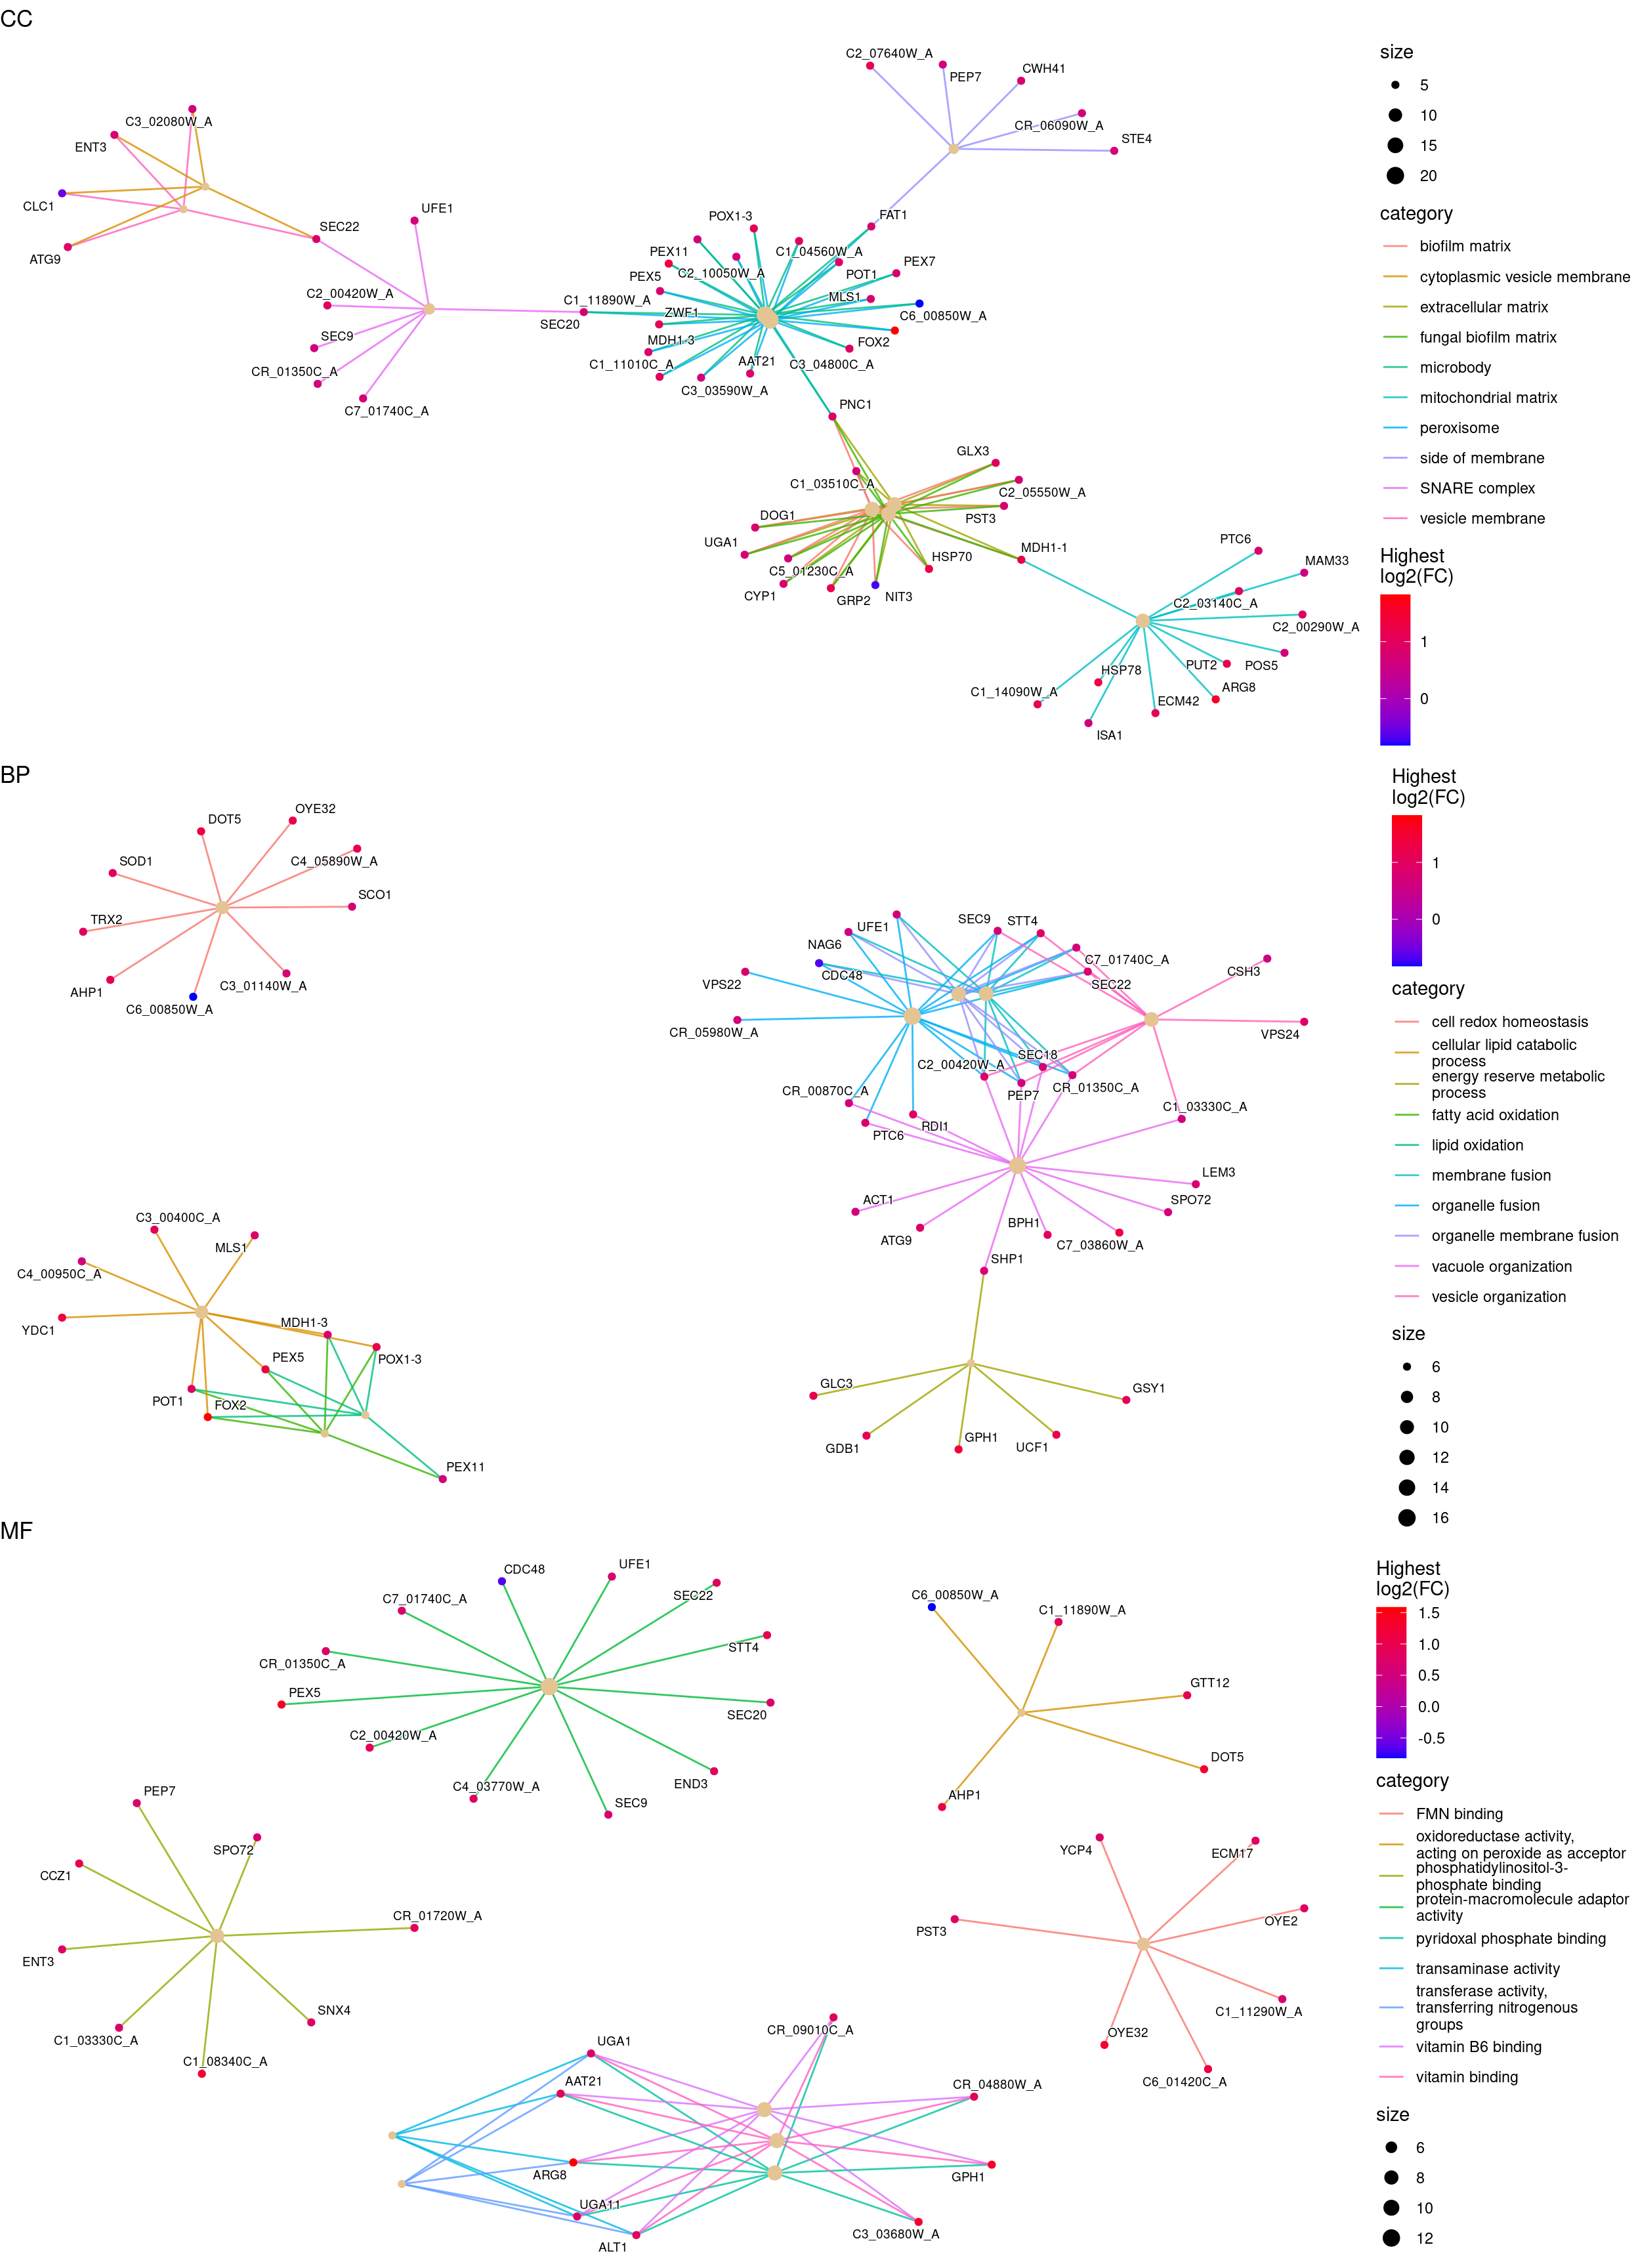 CC
C2_07640W_A
PEP7
CWH41
CR_06090W_A
STE4
C3_02080W_A
ENT3
CLC1
ATG9
SEC22
UFE1
C2_00420W_A
SEC9
CR_01350C_A
C7_01740C_A
SEC20
C1_11890W_A
POX1-3
FAT1
PEX11
C1_04560W_A
PEX7
PEX5
C2_10050W_A
POT1
MLS1
ZWF1
C6_00850W_A
MDH1-3
FOX2
C1_11010C_A
AAT21
C3_04800C_A
C3_03590W_A
PNC1
GLX3
C1_03510C_A
C2_05550W_A
DOG1
PST3
UGA1
HSP70
MDH1-1
C5_01230C_A
CYP1
GRP2
NIT3
PTC6
MAM33
C2_03140C_A
C2_00290W_A
HSP78
PUT2
POS5
C1_14090W_A
ECM42
ARG8
ISA1
size
5
10
15
20
category
biofilm matrix
cytoplasmic vesicle membrane
extracellular matrix
fungal biofilm matrix
microbody
mitochondrial matrix
peroxisome
side of membrane
SNARE complex
vesicle membrane
Highest
log2(FC)
1
0
BP
DOT5
OYE32
SOD1
C4_05890W_A
SCO1
TRX2
AHP1
C3_01140W_A
C6_00850W_A
UFE1
SEC9
STT4
NAG6
C7_01740C_A
CSH3
CDC48
SEC22
VPS22
CR_05980W_A
VPS24
SEC18
C2_00420W_A
CR_00870C_A
PEP7
CR_01350C_A
C1_03330C_A
PTC6
RDI1
LEM3
ACT1
SPO72
BPH1
ATG9
C7_03860W_A
SHP1
GLC3
GSY1
GDB1
GPH1
UCF1
C3_00400C_A
MLS1
C4_00950C_A
YDC1
MDH1-3
PEX5
POX1-3
POT1
FOX2
PEX11
Highest
log2(FC)
1
0
category
cell redox homeostasis
cellular lipid catabolic
process
energy reserve metabolic
process
fatty acid oxidation
lipid oxidation
membrane fusion
organelle fusion
organelle membrane fusion
vacuole organization
vesicle organization
size
6
8
10
12
14
16
MF
CDC48
UFE1
C7_01740C_A
SEC22
STT4
CR_01350C_A
PEX5
SEC20
C2_00420W_A
C4_03770W_A
END3
SEC9
C6_00850W_A
C1_11890W_A
GTT12
DOT5
AHP1
PEP7
SPO72
CCZ1
CR_01720W_A
ENT3
SNX4
C1_03330C_A
C1_08340C_A
YCP4
ECM17
PST3
OYE2
C1_11290W_A
OYE32
C6_01420C_A
CR_09010C_A
UGA1
AAT21
CR_04880W_A
ARG8
GPH1
UGA11
C3_03680W_A
ALT1
Highest
log2(FC)
1.5
1.0
0.5
0.0
-0.5
category
FMN binding
oxidoreductase activity,
acting on peroxide as acceptor
phosphatidylinositol-3-
phosphate binding
protein-macromolecule adaptor
activity
pyridoxal phosphate binding
transaminase activity
transferase activity,
transferring nitrogenous
groups
vitamin B6 binding
vitamin binding
size
6
8
10
12